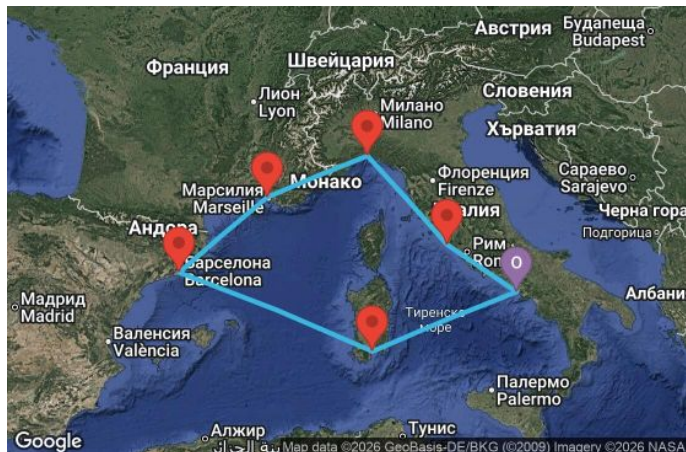 Австрия
Будапеща
Budapest
Швейцария
Франция
Словения
Лион
Lyon
Милано
Milano
Хърватия
Флоренция
Firenze
Сараево
Sarajevo
Марсилия
Marseille
Монако
Черна гора
Андора
Подгорица
Рим
Барселона
Barcelona
O
Мадрид
Madrid
Тиренско
море
Албани
Валенсия
València
Палермо
Palermo
Алжир
Тунис
Google
Map data ©2026 GeoBasis-DE/BKG (©2009) Imagery ©2026 NASA